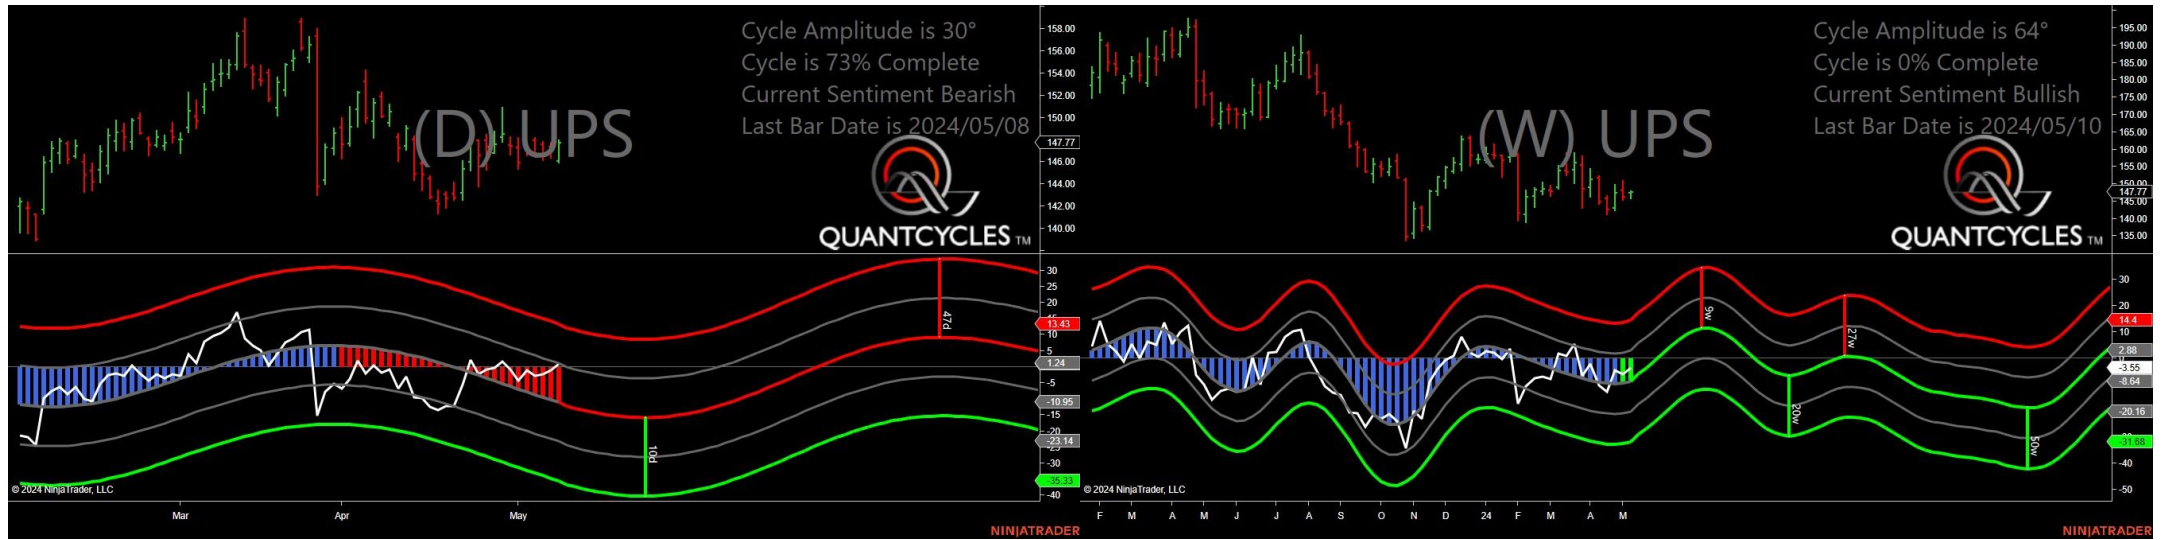 Cycle Amplitude is 30°
Cycle is 73% Complete
Current Sentiment Bearish
Last Bar Date is 2024/05/08
(D) UPS
QUANTCYCLES TM
158.00
156.00
154.00
152.00
150.00
147.77
146.00
144.00
142.00
140.00
30
25
20
15
13.43
10
5
1.24
-5
-10.95
-15
-20
-23.14
-25
-30
-35.33
-40
47d
10d
© 2024 NinjaTrader, LLC
Mar
Apr
May
NINJATRADER
Cycle Amplitude is 64°
Cycle is 0% Complete
Current Sentiment Bullish
Last Bar Date is 2024/05/10
(W) UPS
QUANTCYCLES TM
195.00
190.00
185.00
180.00
175.00
170.00
165.00
160.00
155.00
150.00
147.77
140.00
135.00
30
20
14.4
10
2.88
-3.55
-8.64
-20.16
-31.68
-40
-50
9w
27w
20w
50w
© 2024 NinjaTrader, LLC
F M A M J J A S O N D 24 F M A M
NINJATRADER